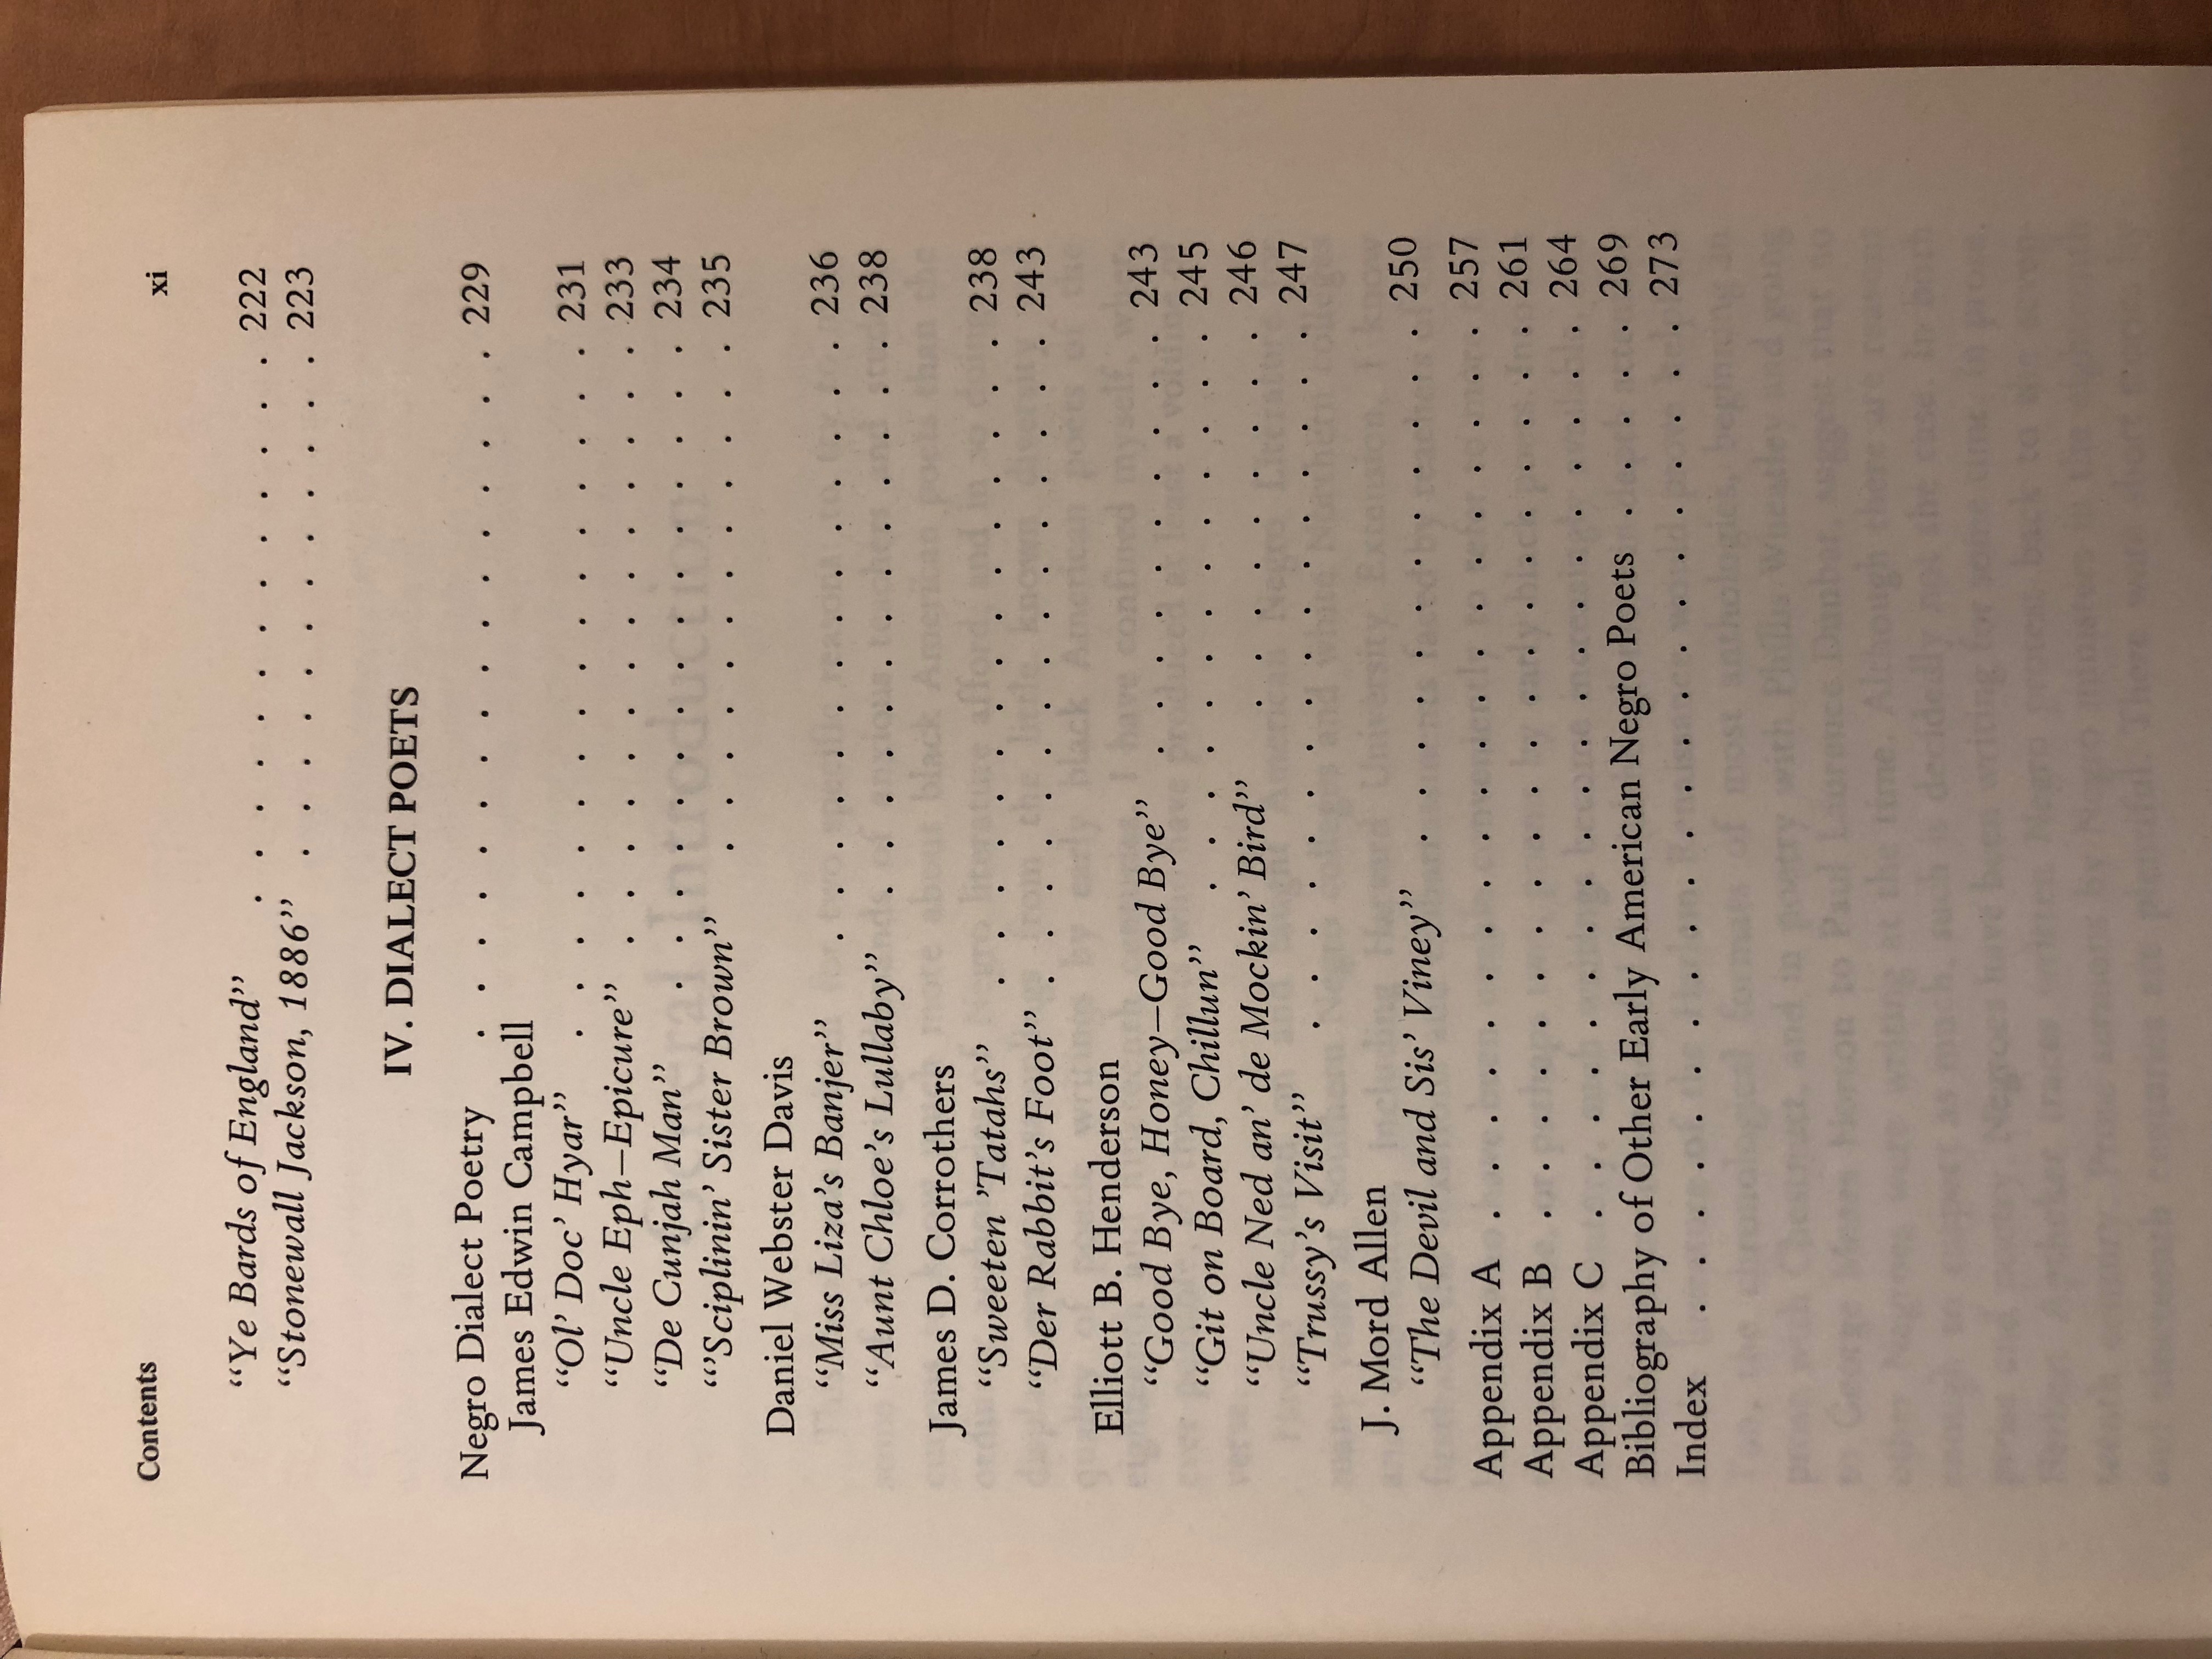 Contents xi
“Ye Bards of England” . . . . . . . . . . . . . 222
“Stonewall Jackson, 1886” . . . . . . . . . . . . 223
IV. DIALECT POETS
Negro Dialect Poetry . . . . . . . . . . . . . . . . 229
James Edwin Campbell
“Ol’ Doc’ Hyar” . . . . . . . . . . . . . . . . 231
“Uncle Eph—Epicure” . . . . . . . . . . . . . . 233
“De Cunjah Man” . . . . . . . . . . . . . . . 234
“’Sciplinin’ Sister Brown” . . . . . . . . . . . . 235
Daniel Webster Davis
“Miss Liza’s Banjer” . . . . . . . . . . . . . . 236
“Aunt Chloe’s Lullaby” . . . . . . . . . . . . . 238
James D. Corrothers
“Sweeten ’Tatahs” . . . . . . . . . . . . . . . 238
“Der Rabbit’s Foot” . . . . . . . . . . . . . . . 243
Elliott B. Henderson
“Good Bye, Honey—Good Bye” . . . . . . . . . . 243
“Git on Board, Chillun” . . . . . . . . . . . . . 245
“Uncle Ned an’ de Mockin’ Bird” . . . . . . . . . 246
“Trussy’s Visit” . . . . . . . . . . . . . . . . 247
J. Mord Allen
“The Devil and Sis’ Viney” . . . . . . . . . . . . 250
Appendix A . . . . . . . . . . . . . . . . . . . . 257
Appendix B . . . . . . . . . . . . . . . . . . . . 261
Appendix C . . . . . . . . . . . . . . . . . . . . 264
Bibliography of Other Early American Negro Poets . . . . . 269
Index . . . . . . . . . . . . . . . . . . . . . . . 273